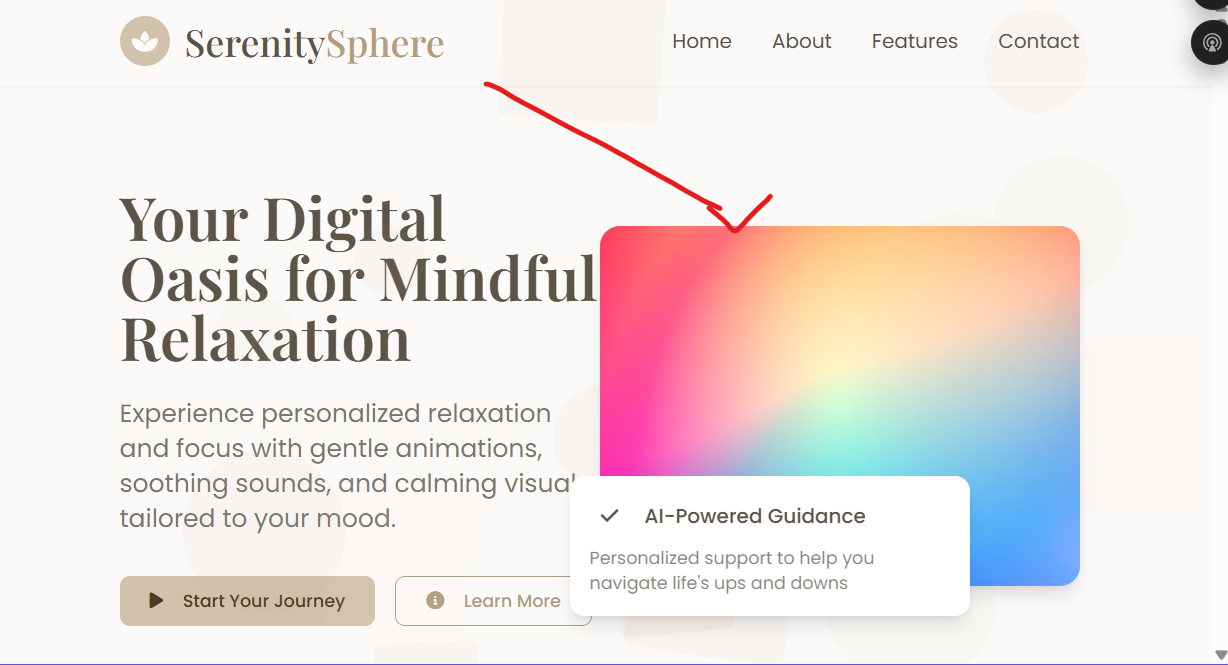 SerenitySphere
Home About Features Contact
Your Digital
Oasis for Mindful
Relaxation
Experience personalized relaxation
and focus with gentle animations,
soothing sounds, and calming visual
tailored to your mood.
Start Your Journey
Learn More
AI-Powered Guidance
Personalized support to help you
navigate life's ups and downs